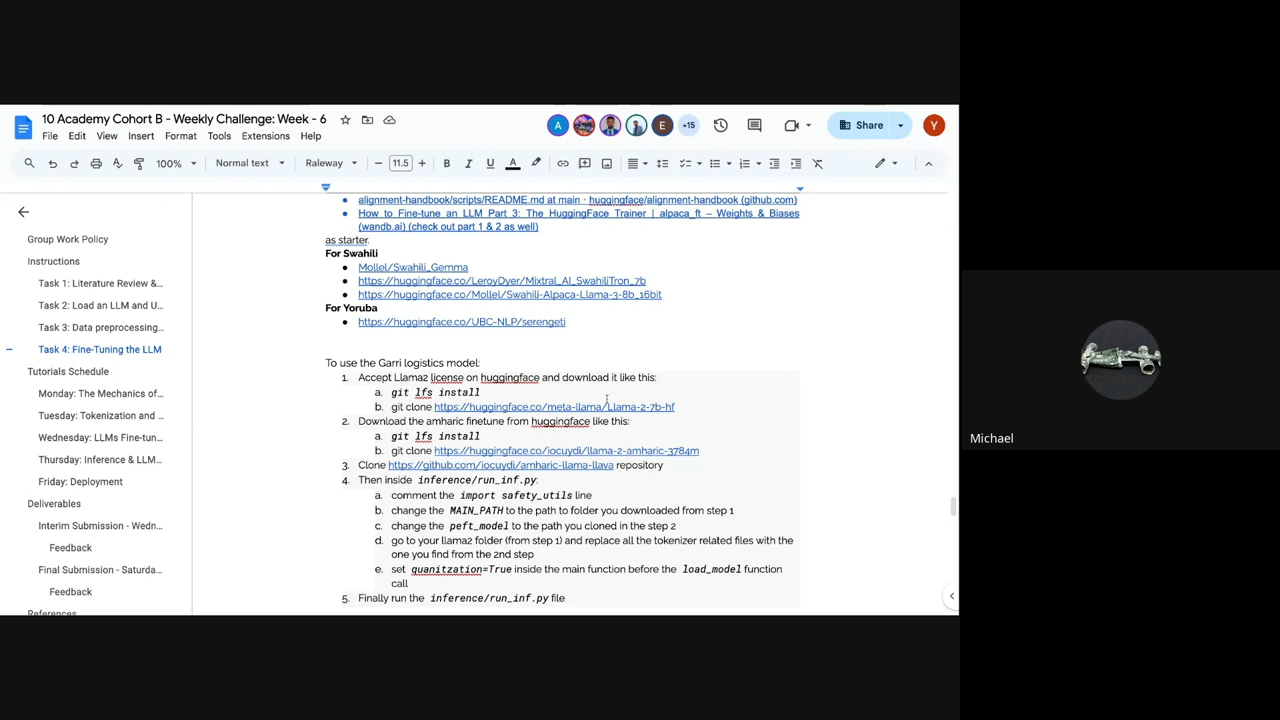 10 Academy Cohort B - Weekly Challenge: Week - 6
File Edit View Insert Format Tools Extensions Help
A
E
+15
Share
Y
100%
Normal text
Raleway
11.5
Group Work Policy
Instructions
Task 1: Literature Review &...
Task 2: Load an LLM and U...
Task 3: Data preprocessing...
Task 4: Fine-Tuning the LLM
Tutorials Schedule
Monday: The Mechanics of...
Tuesday: Tokenization and ...
Wednesday: LLMs Fine-tun...
Thursday: Inference & LLM...
Friday: Deployment
Deliverables
Interim Submission - Wedn...
Feedback
Final Submission - Saturda...
Feedback
References
alignment-handbook/scripts/README.md at main · huggingface/alignment-handbook (github.com)
How to Fine-tune an LLM Part 3: The HuggingFace Trainer | alpaca_ft – Weights & Biases
(wandb.ai) (check out part 1 & 2 as well)
as starter.
For Swahili
Mollel/Swahili_Gemma
https://huggingface.co/LeroyDyer/Mixtral_AI_SwahiliTron_7b
https://huggingface.co/Mollel/Swahili-Alpaca-Llama-3-8b_16bit
For Yoruba
https://huggingface.co/UBC-NLP/serengeti
To use the Garri logistics model:
1. Accept Llama2 license on huggingface and download it like this:
a. git lfs install
b. git clone https://huggingface.co/meta-llama/Llama-2-7b-hf
2. Download the amharic finetune from huggingface like this:
a. git lfs install
b. git clone https://huggingface.co/iocuydi/llama-2-amharic-3784m
3. Clone https://github.com/iocuydi/amharic-llama-llava repository
4. Then inside inference/run_inf.py:
a. comment the import safety_utils line
b. change the MAIN_PATH to the path to folder you downloaded from step 1
c. change the peft_model to the path you cloned in the step 2
d. go to your llama2 folder (from step 1) and replace all the tokenizer related files with the
one you find from the 2nd step
e. set quanitzation=True inside the main function before the load_model function
call
5. Finally run the inference/run_inf.py file
Michael